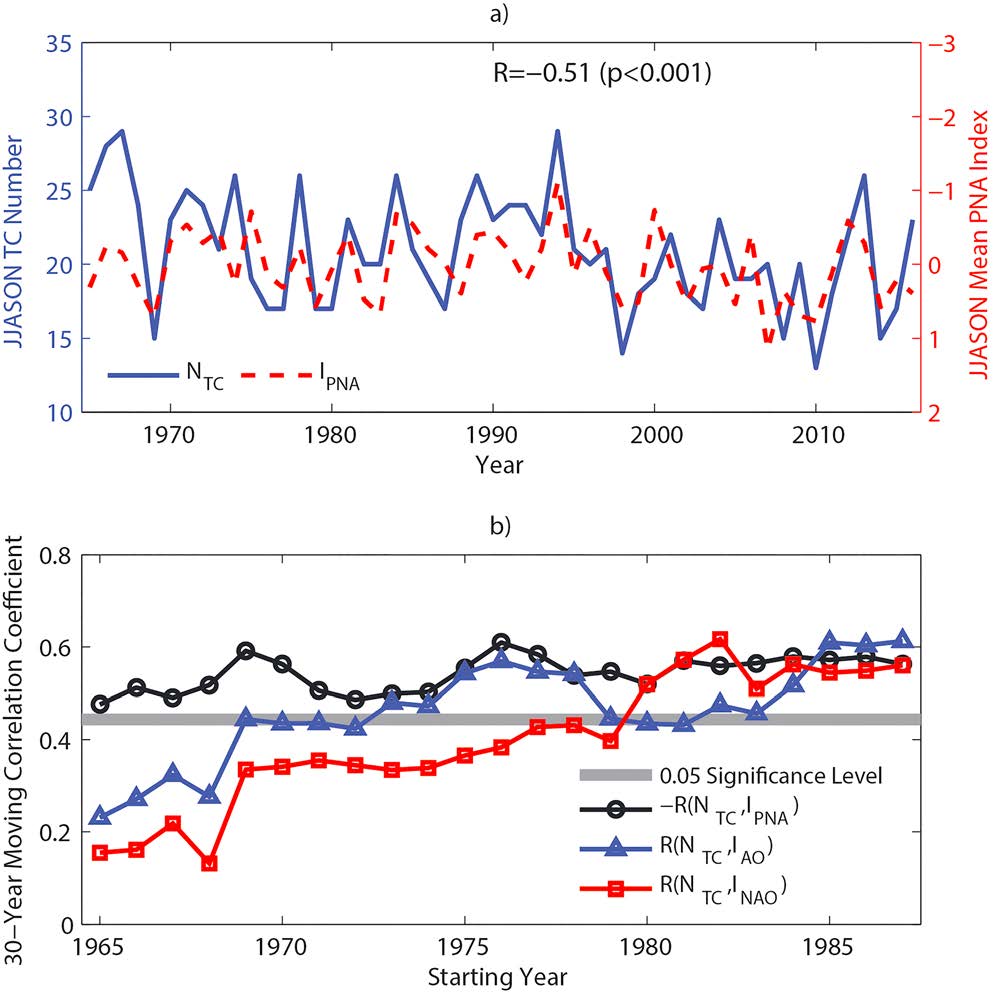 a)
R=−0.51 (p<0.001)
35
30
25
20
15
10
JJASON TC Number
−3
−2
−1
0
1
2
JJASON Mean PNA Index
N TC
I PNA
1970
1980
1990
2000
2010
Year
b)
0.8
0.6
0.4
0.2
0
30−Year Moving Correlation Coefficient
0.05 Significance Level
−R(N TC ,I PNA )
R(N TC ,I AO )
R(N TC ,I NAO )
1965
1970
1975
1980
1985
Starting Year